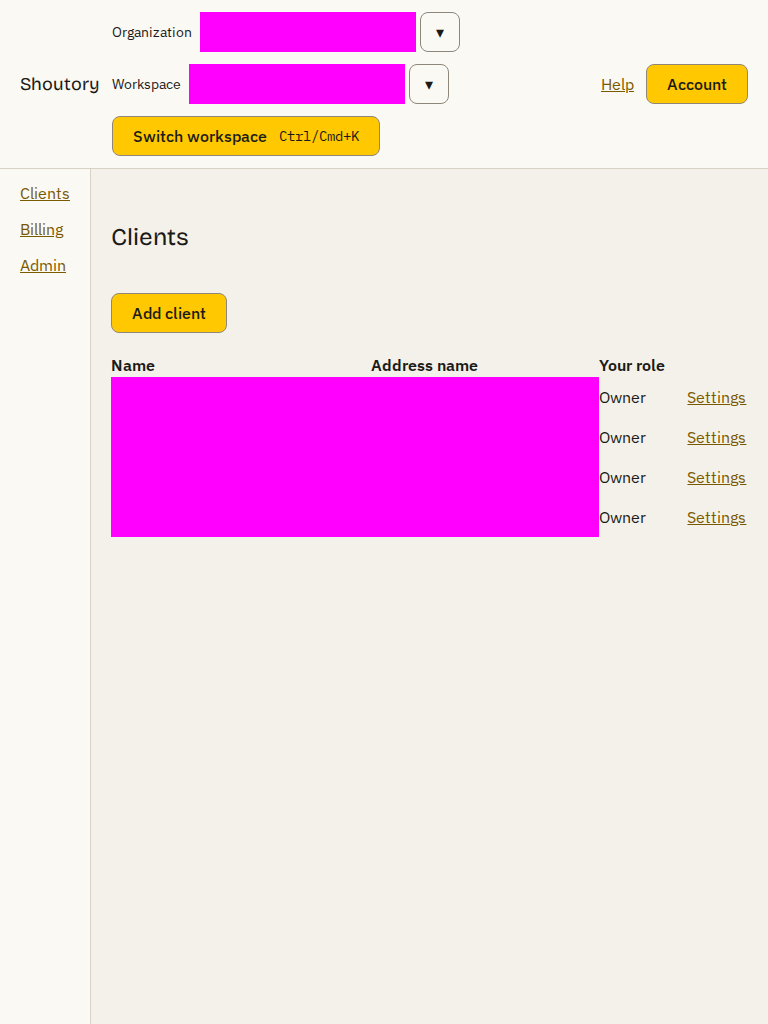 Organization ▼
Shoutory Workspace ▼ Help Account
Switch workspace Ctrl/Cmd+K
Clients
Billing
Admin
Clients
Add client
Name Address name Your role
Owner Settings
Owner Settings
Owner Settings
Owner Settings